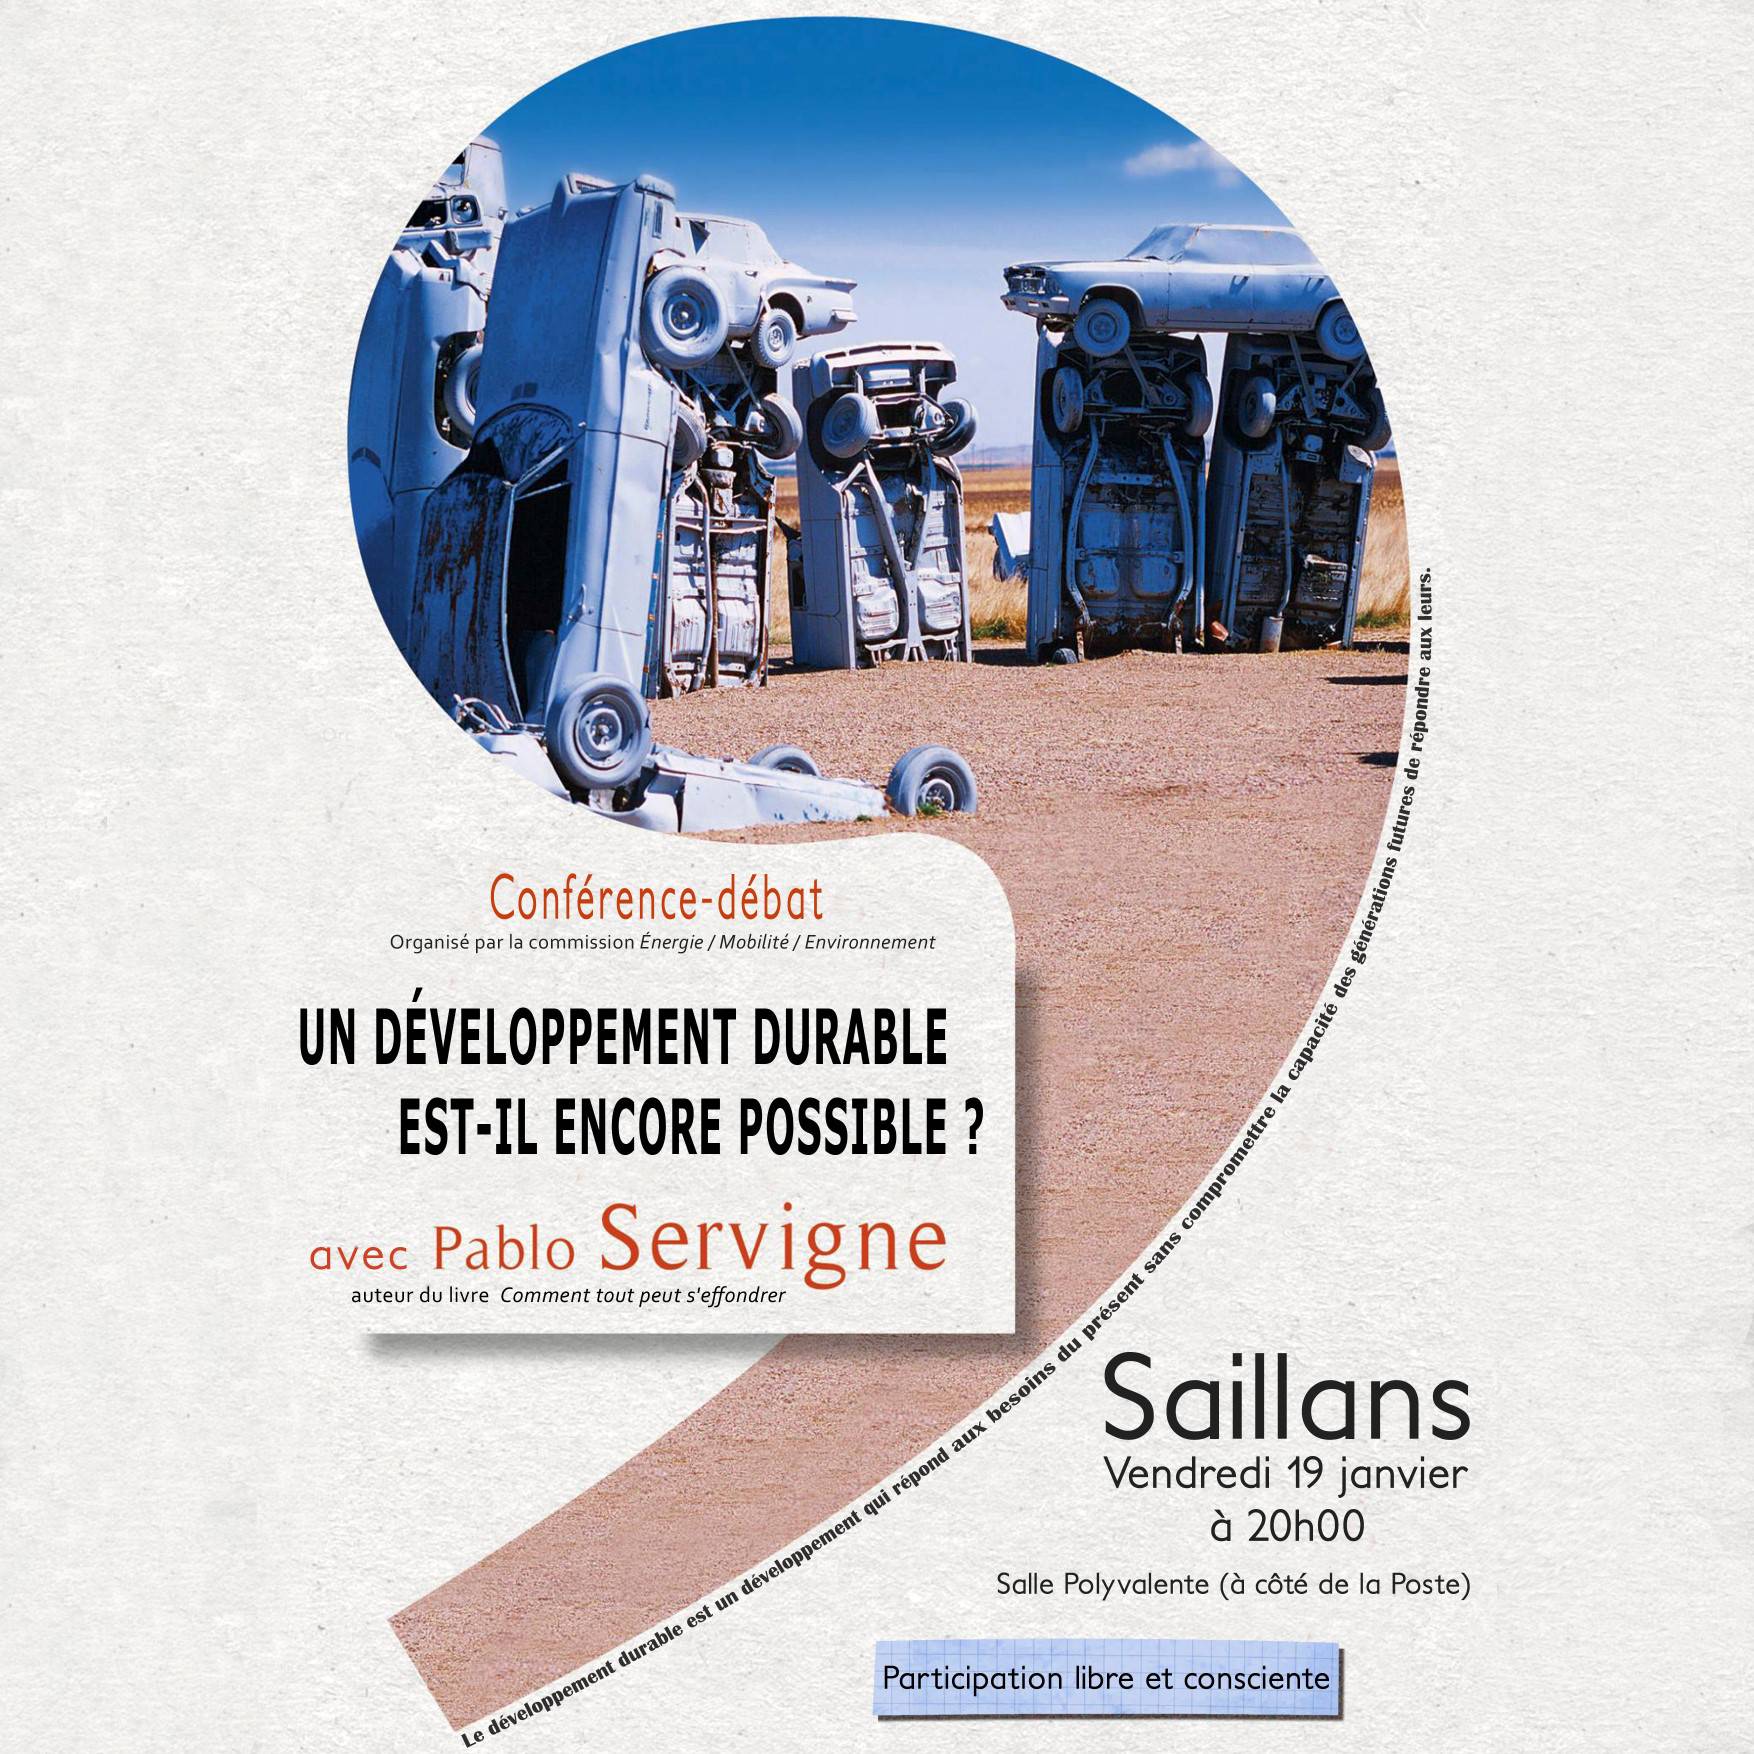 Conférence-débat
Organisé par la commission Énergie / Mobilité / Environnement
UN DÉVELOPPEMENT DURABLE
EST-IL ENCORE POSSIBLE ?
avec Pablo Servigne
auteur du livre Comment tout peut s'effondrer
Le développement durable est un développement qui répond aux besoins du présent sans compromettre la capacité des générations futures de répondre aux leurs.
Saillans
Vendredi 19 janvier
à 20h00
Salle Polyvalente (à côté de la Poste)
Participation libre et consciente